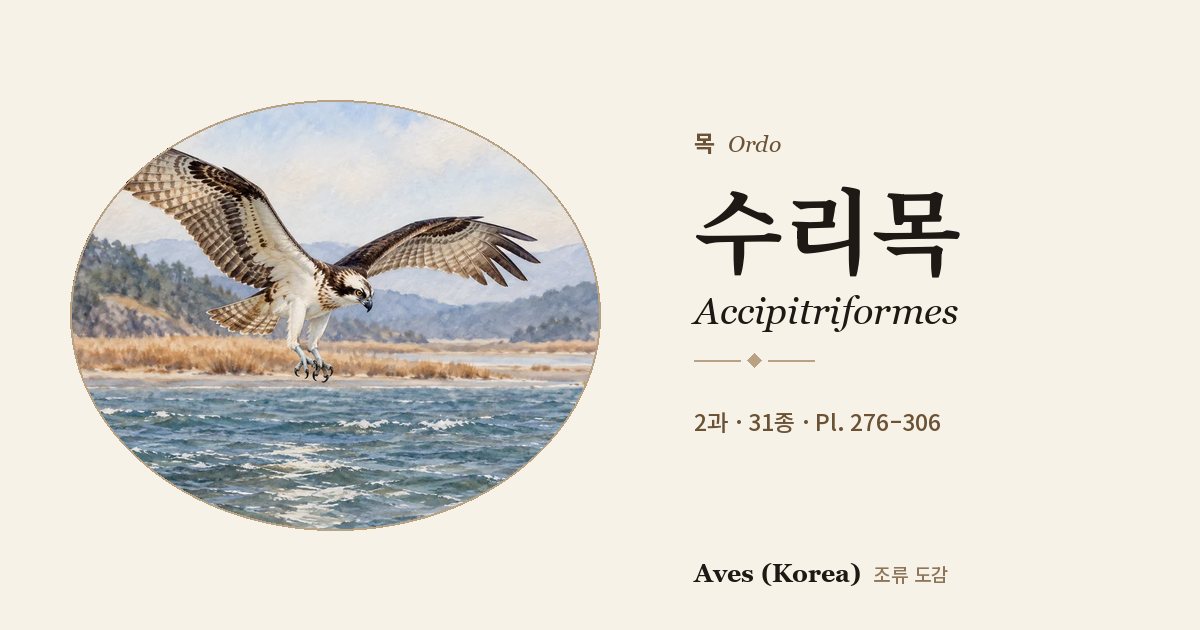 목 Ordo
수리목
Accipitriformes
2과 · 31종 · Pl. 276–306
Aves (Korea) 조류 도감